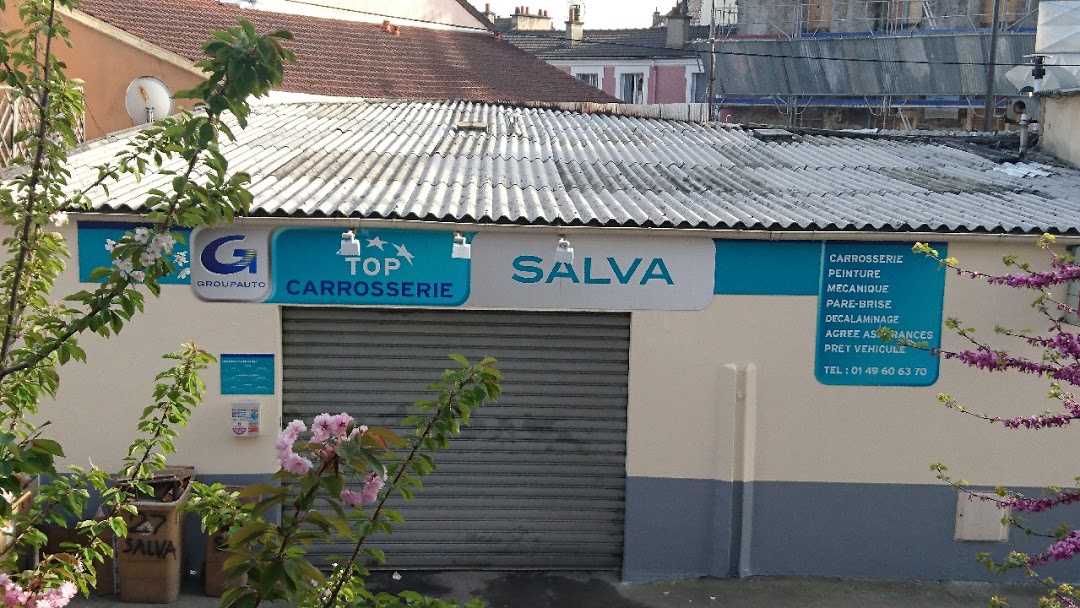 G
GROUPAUTO
TOP
CARROSSERIE
SALVA
CARROSSERIE
PEINTURE
MECANIQUE
PARE-BRISE
DECALAMINAGE
AGREE ASSURANCES
PRET VEHICULE
TEL : 01 49 60 63 70
27
SALVA